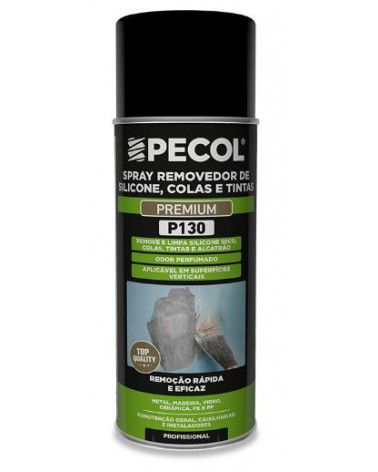 PECOL®
SPRAY REMOVEDOR DE
SILICONE, COLAS E TINTAS
PREMIUM
P130
REMOVE E LIMPA SILICONE SECO,
COLAS, TINTAS E ALCATRÃO
ODOR PERFUMADO
APLICÁVEL EM SUPERFÍCIES
VERTICAIS
TOP
QUALITY
REMOÇÃO RÁPIDA
E EFICAZ
METAL, MADEIRA, VIDRO,
CERÂMICA, PE E PP
MANUTENÇÃO GERAL, CAIXILHARIAS
E INSTALADORES
PROFISSIONAL